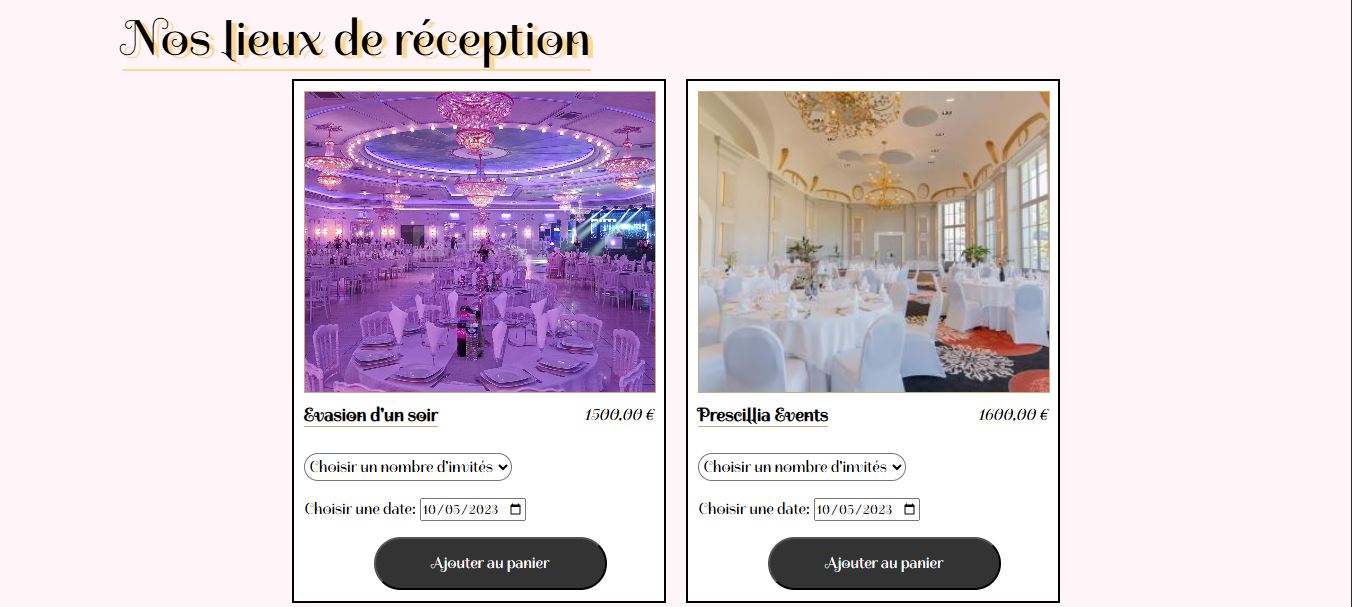 Nos lieux de réception
Evasion d'un soir
1500,00 €
Choisir un nombre d'invités
Choisir une date: 10/05/2023
Ajouter au panier
Prescillia Events
1600,00 €
Choisir un nombre d'invités
Choisir une date: 10/05/2023
Ajouter au panier